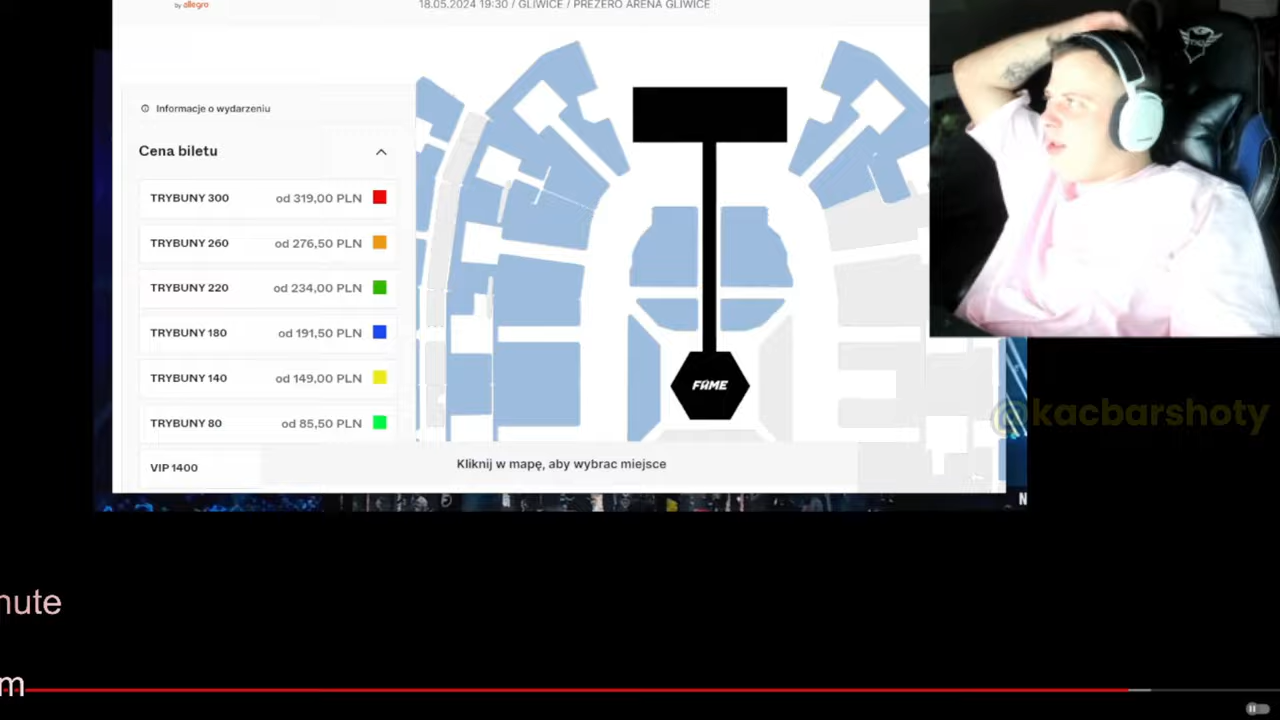 by allegro
18.05.2024 19:30 / GLIWICE / PREZERO ARENA GLIWICE
Informacje o wydarzeniu
Cena biletu
TRYBUNY 300 od 319,00 PLN
TRYBUNY 260 od 276,50 PLN
TRYBUNY 220 od 234,00 PLN
TRYBUNY 180 od 191,50 PLN
TRYBUNY 140 od 149,00 PLN
TRYBUNY 80 od 85,50 PLN
VIP 1400
FAME
Kliknij w mapę, aby wybrac miejsce
@kacbarshoty
N
nute
m